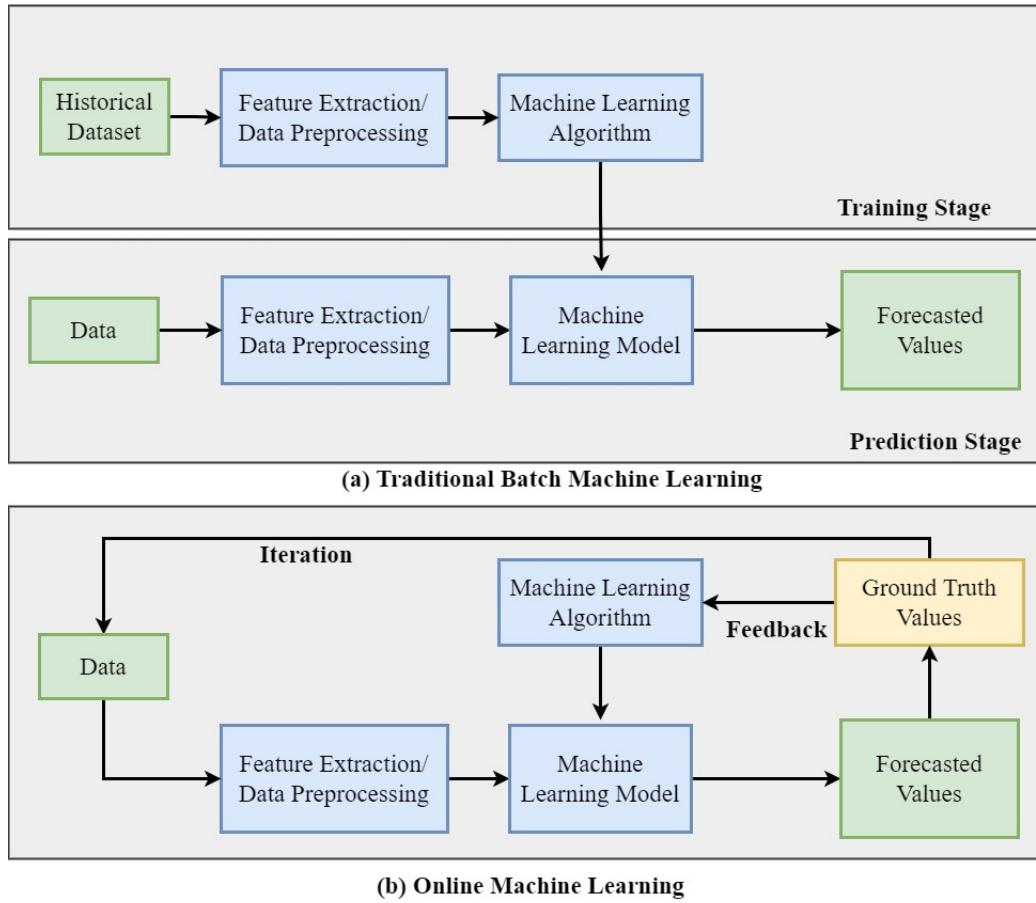 Historical
Dataset
Feature Extraction/
Data Preprocessing
Machine Learning
Algorithm
Training Stage
Data
Feature Extraction/
Data Preprocessing
Machine
Learning Model
Forecasted
Values
Prediction Stage
(a) Traditional Batch Machine Learning
Iteration
Machine Learning
Algorithm
Feedback
Ground Truth
Values
Data
Feature Extraction/
Data Preprocessing
Machine
Learning Model
Forecasted
Values
(b) Online Machine Learning